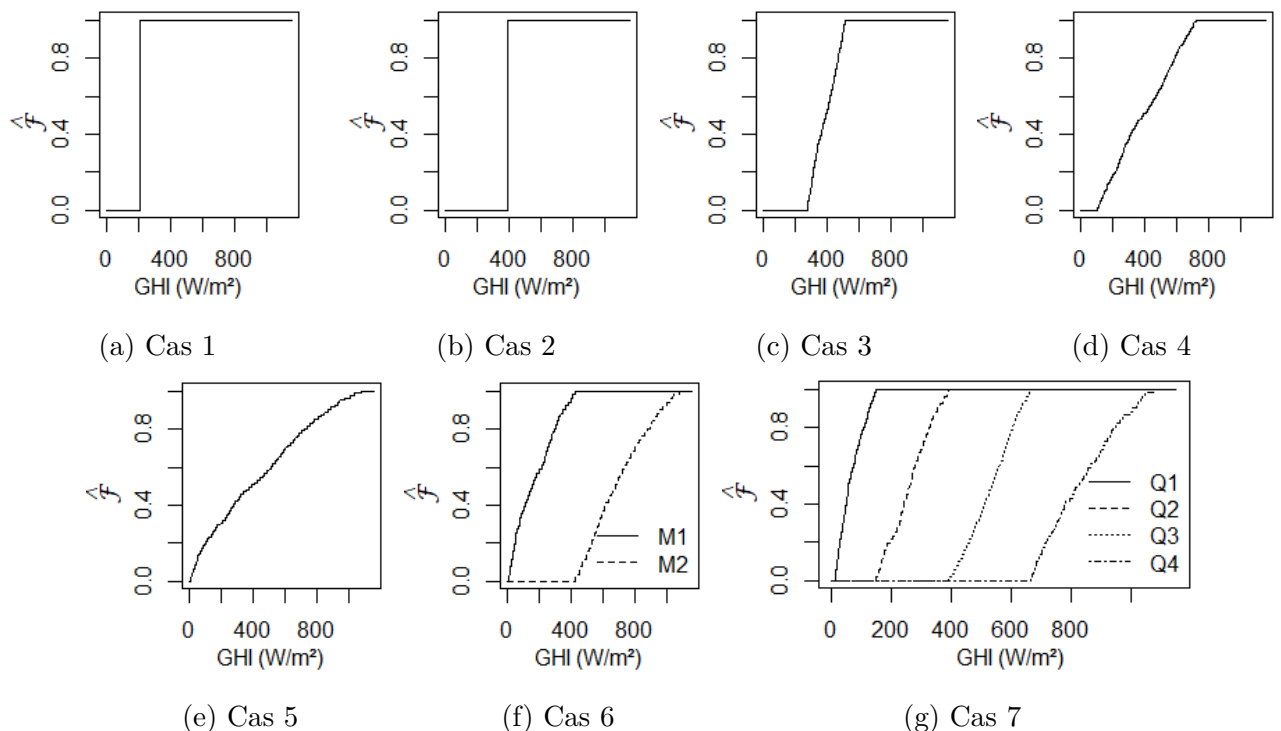 0.0 0.4 0.8
𝓕̂
0 400 800
GHI (W/m²)
(a) Cas 1
0.0 0.4 0.8
𝓕̂
0 400 800
GHI (W/m²)
(b) Cas 2
0.0 0.4 0.8
𝓕̂
0 400 800
GHI (W/m²)
(c) Cas 3
0.0 0.4 0.8
𝓕̂
0 400 800
GHI (W/m²)
(d) Cas 4
0.0 0.4 0.8
𝓕̂
0 400 800
GHI (W/m²)
(e) Cas 5
0.0 0.4 0.8
𝓕̂
M1
M2
0 400 800
GHI (W/m²)
(f) Cas 6
0.0 0.4 0.8
𝓕̂
Q1
Q2
Q3
Q4
0 200 400 600 800
GHI (W/m²)
(g) Cas 7